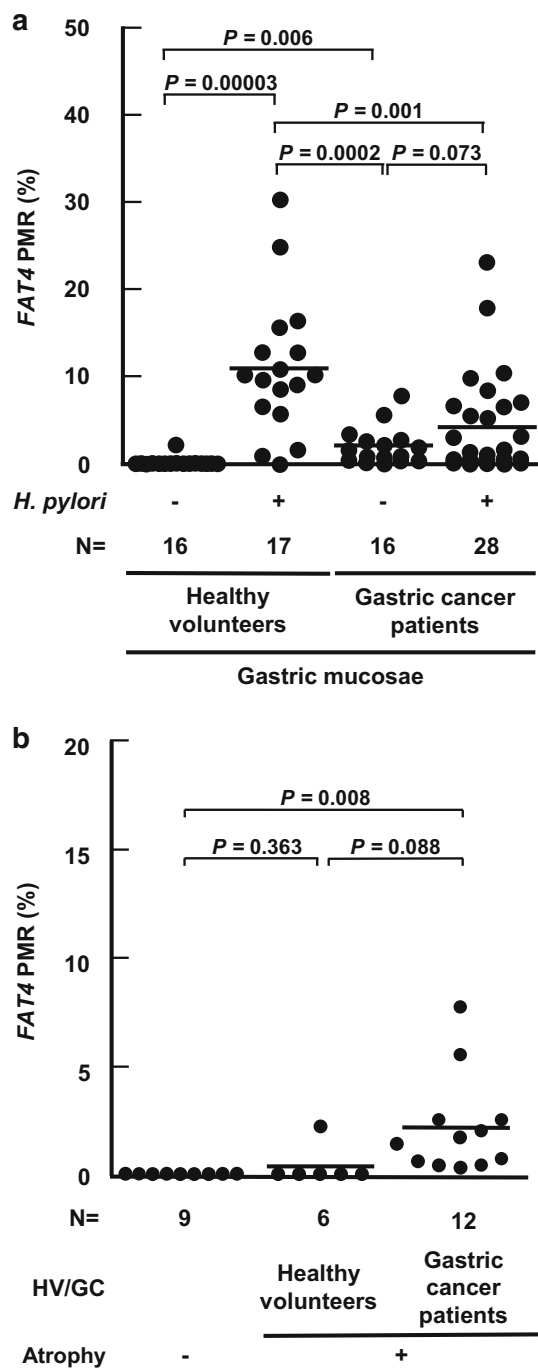 a
50
P = 0.006
P = 0.00003
40
P = 0.001
P = 0.0002
P = 0.073
30
FAT4 PMR (%)
20
10
0
H. pylori - + - +
N= 16 17 16 28
Healthy volunteers
Gastric cancer patients
Gastric mucosae
b
20
P = 0.008
P = 0.363
P = 0.088
15
FAT4 PMR (%)
10
5
0
N= 9 6 12
HV/GC
Healthy volunteers
Gastric cancer patients
Atrophy - +